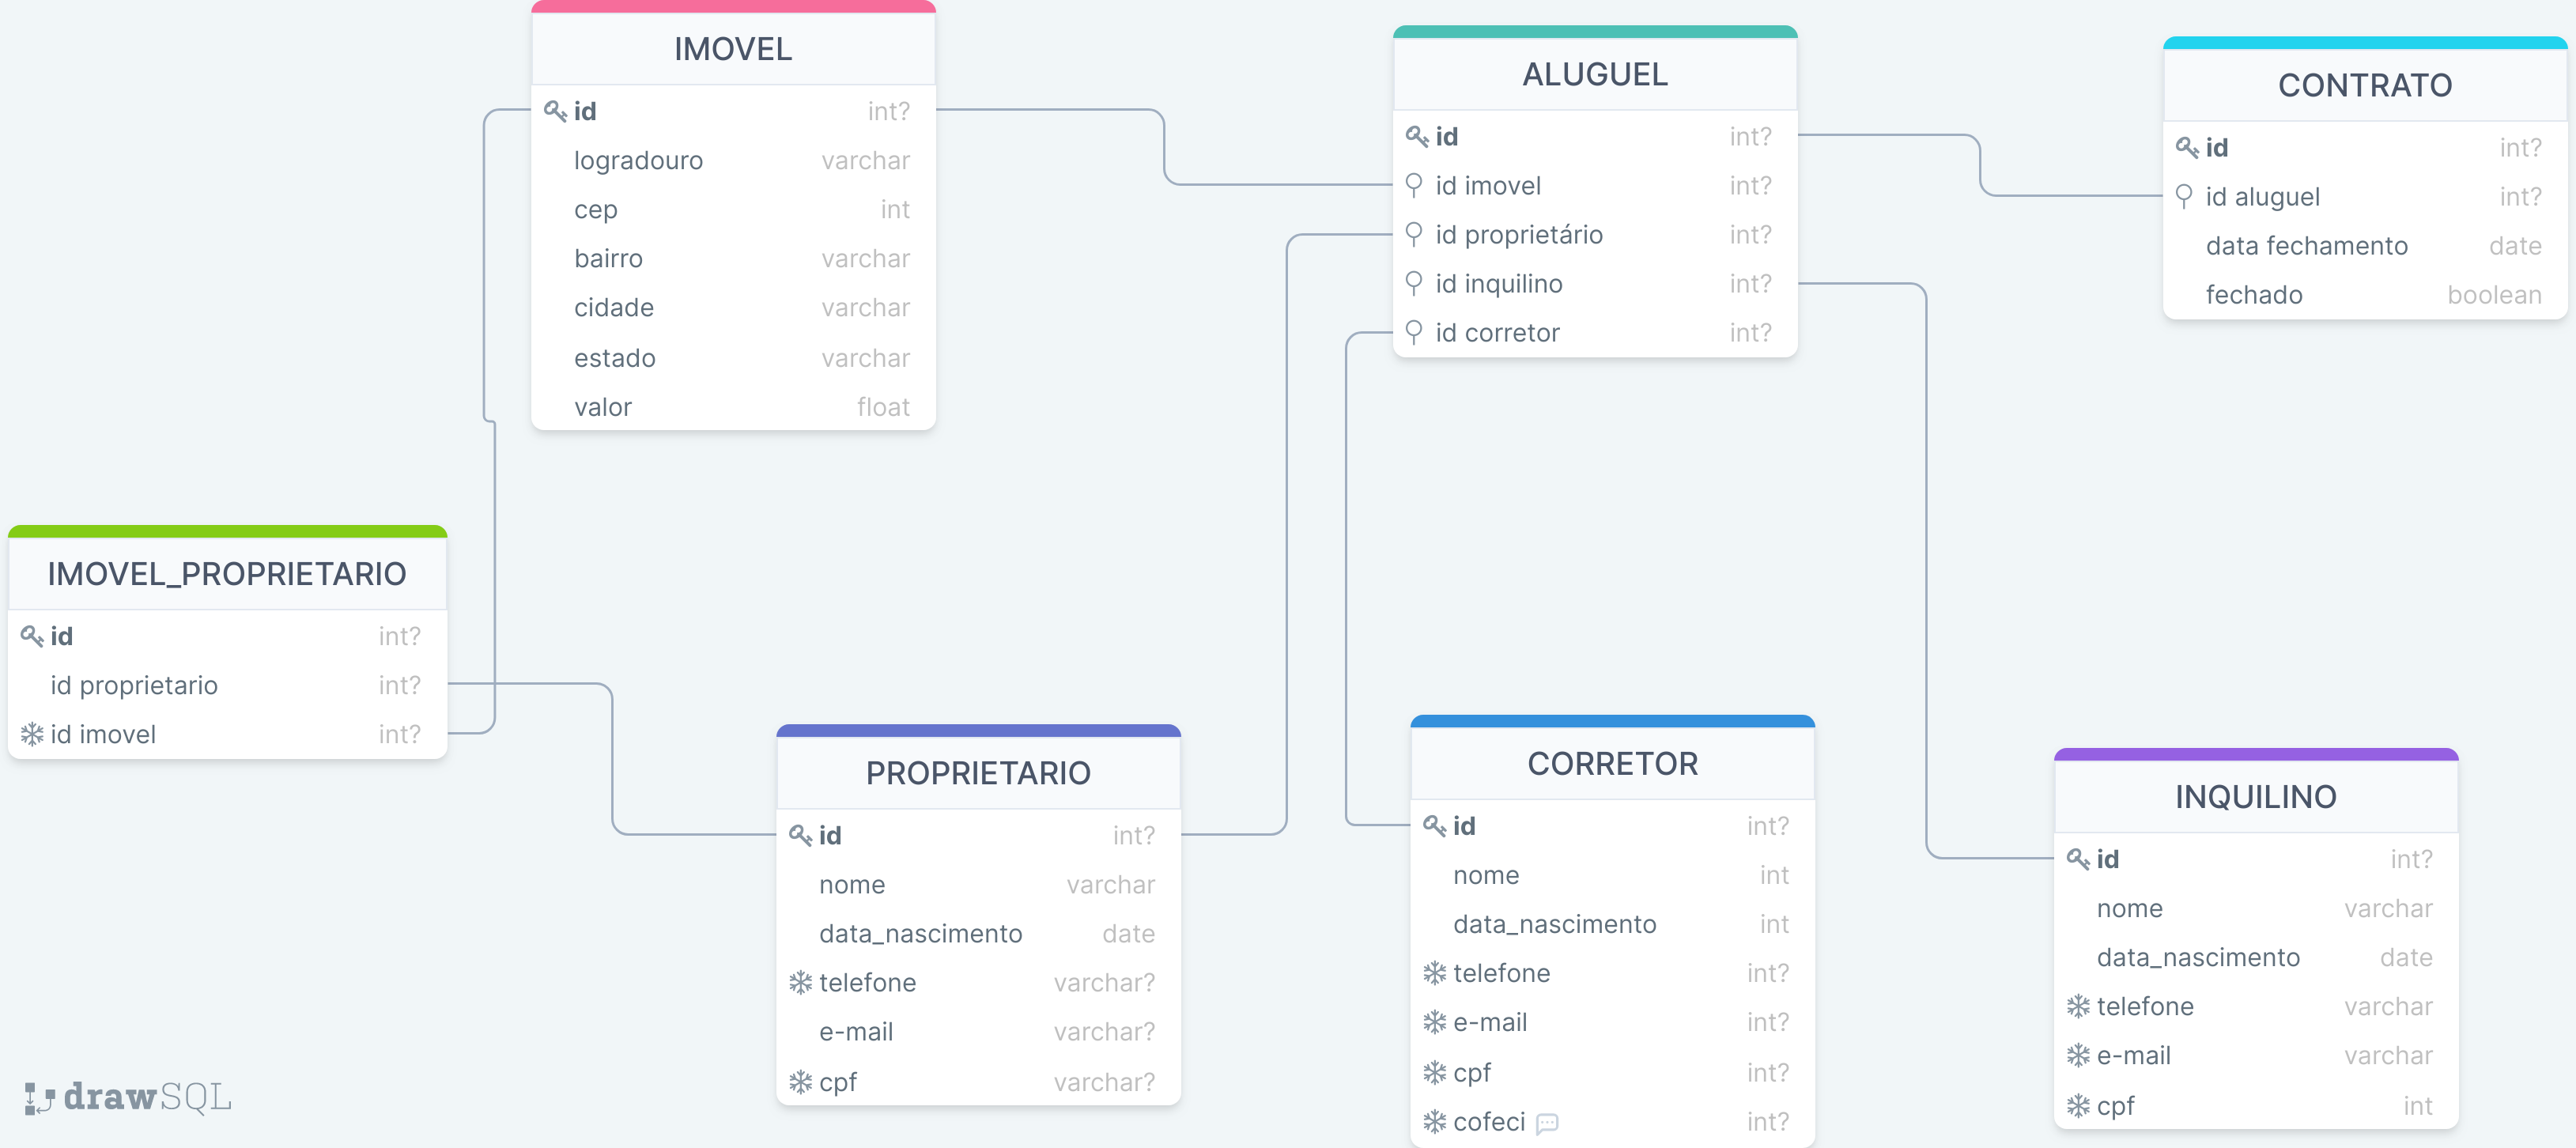 IMOVEL
id int?
logradouro varchar
cep int
bairro varchar
cidade varchar
estado varchar
valor float
ALUGUEL
id int?
id imovel int?
id proprietário int?
id inquilino int?
id corretor int?
CONTRATO
id int?
id aluguel int?
data fechamento date
fechado boolean
IMOVEL_PROPRIETARIO
id int?
id proprietario int?
id imovel int?
PROPRIETARIO
id int?
nome varchar
data_nascimento date
telefone varchar?
e-mail varchar?
cpf varchar?
CORRETOR
id int?
nome int
data_nascimento int
telefone int?
e-mail int?
cpf int?
cofeci int?
INQUILINO
id int?
nome varchar
data_nascimento date
telefone varchar
e-mail varchar
cpf int
drawSQL